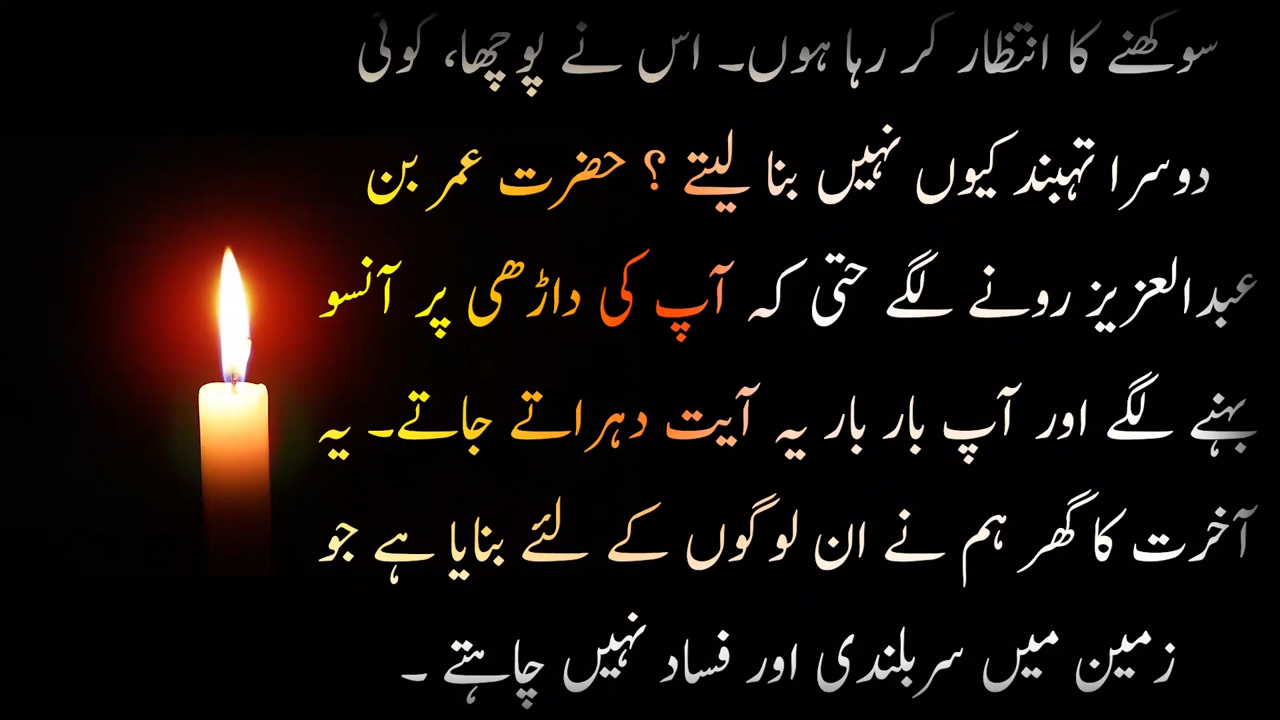 سوکھنے کا انتظار کر رہا ہوں۔ اس نے پوچھا، کوئی
دوسرا تہبند کیوں نہیں بنا لیتے ؟ حضرت عمر بن
عبدالعزیز رونے لگے حتی کہ آپ کی داڑھی پر آنسو
بہنے لگے اور آپ بار بار یہ آیت دہراتے جاتے۔ یہ
آخرت کا گھر ہم نے ان لوگوں کے لئے بنایا ہے جو
زمین میں سربلندی اور فساد نہیں چاہتے ۔